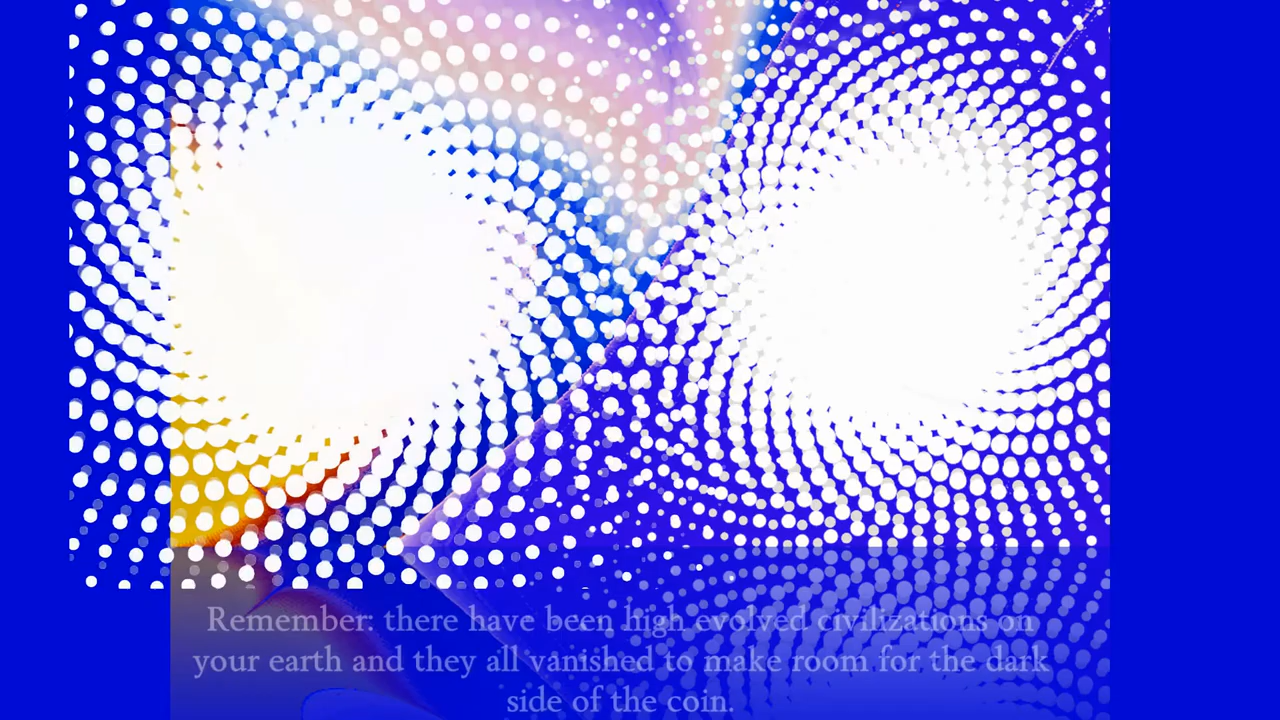 Remember: there have been high evolved civilizations on
your earth and they all vanished to make room for the dark
side of the coin.